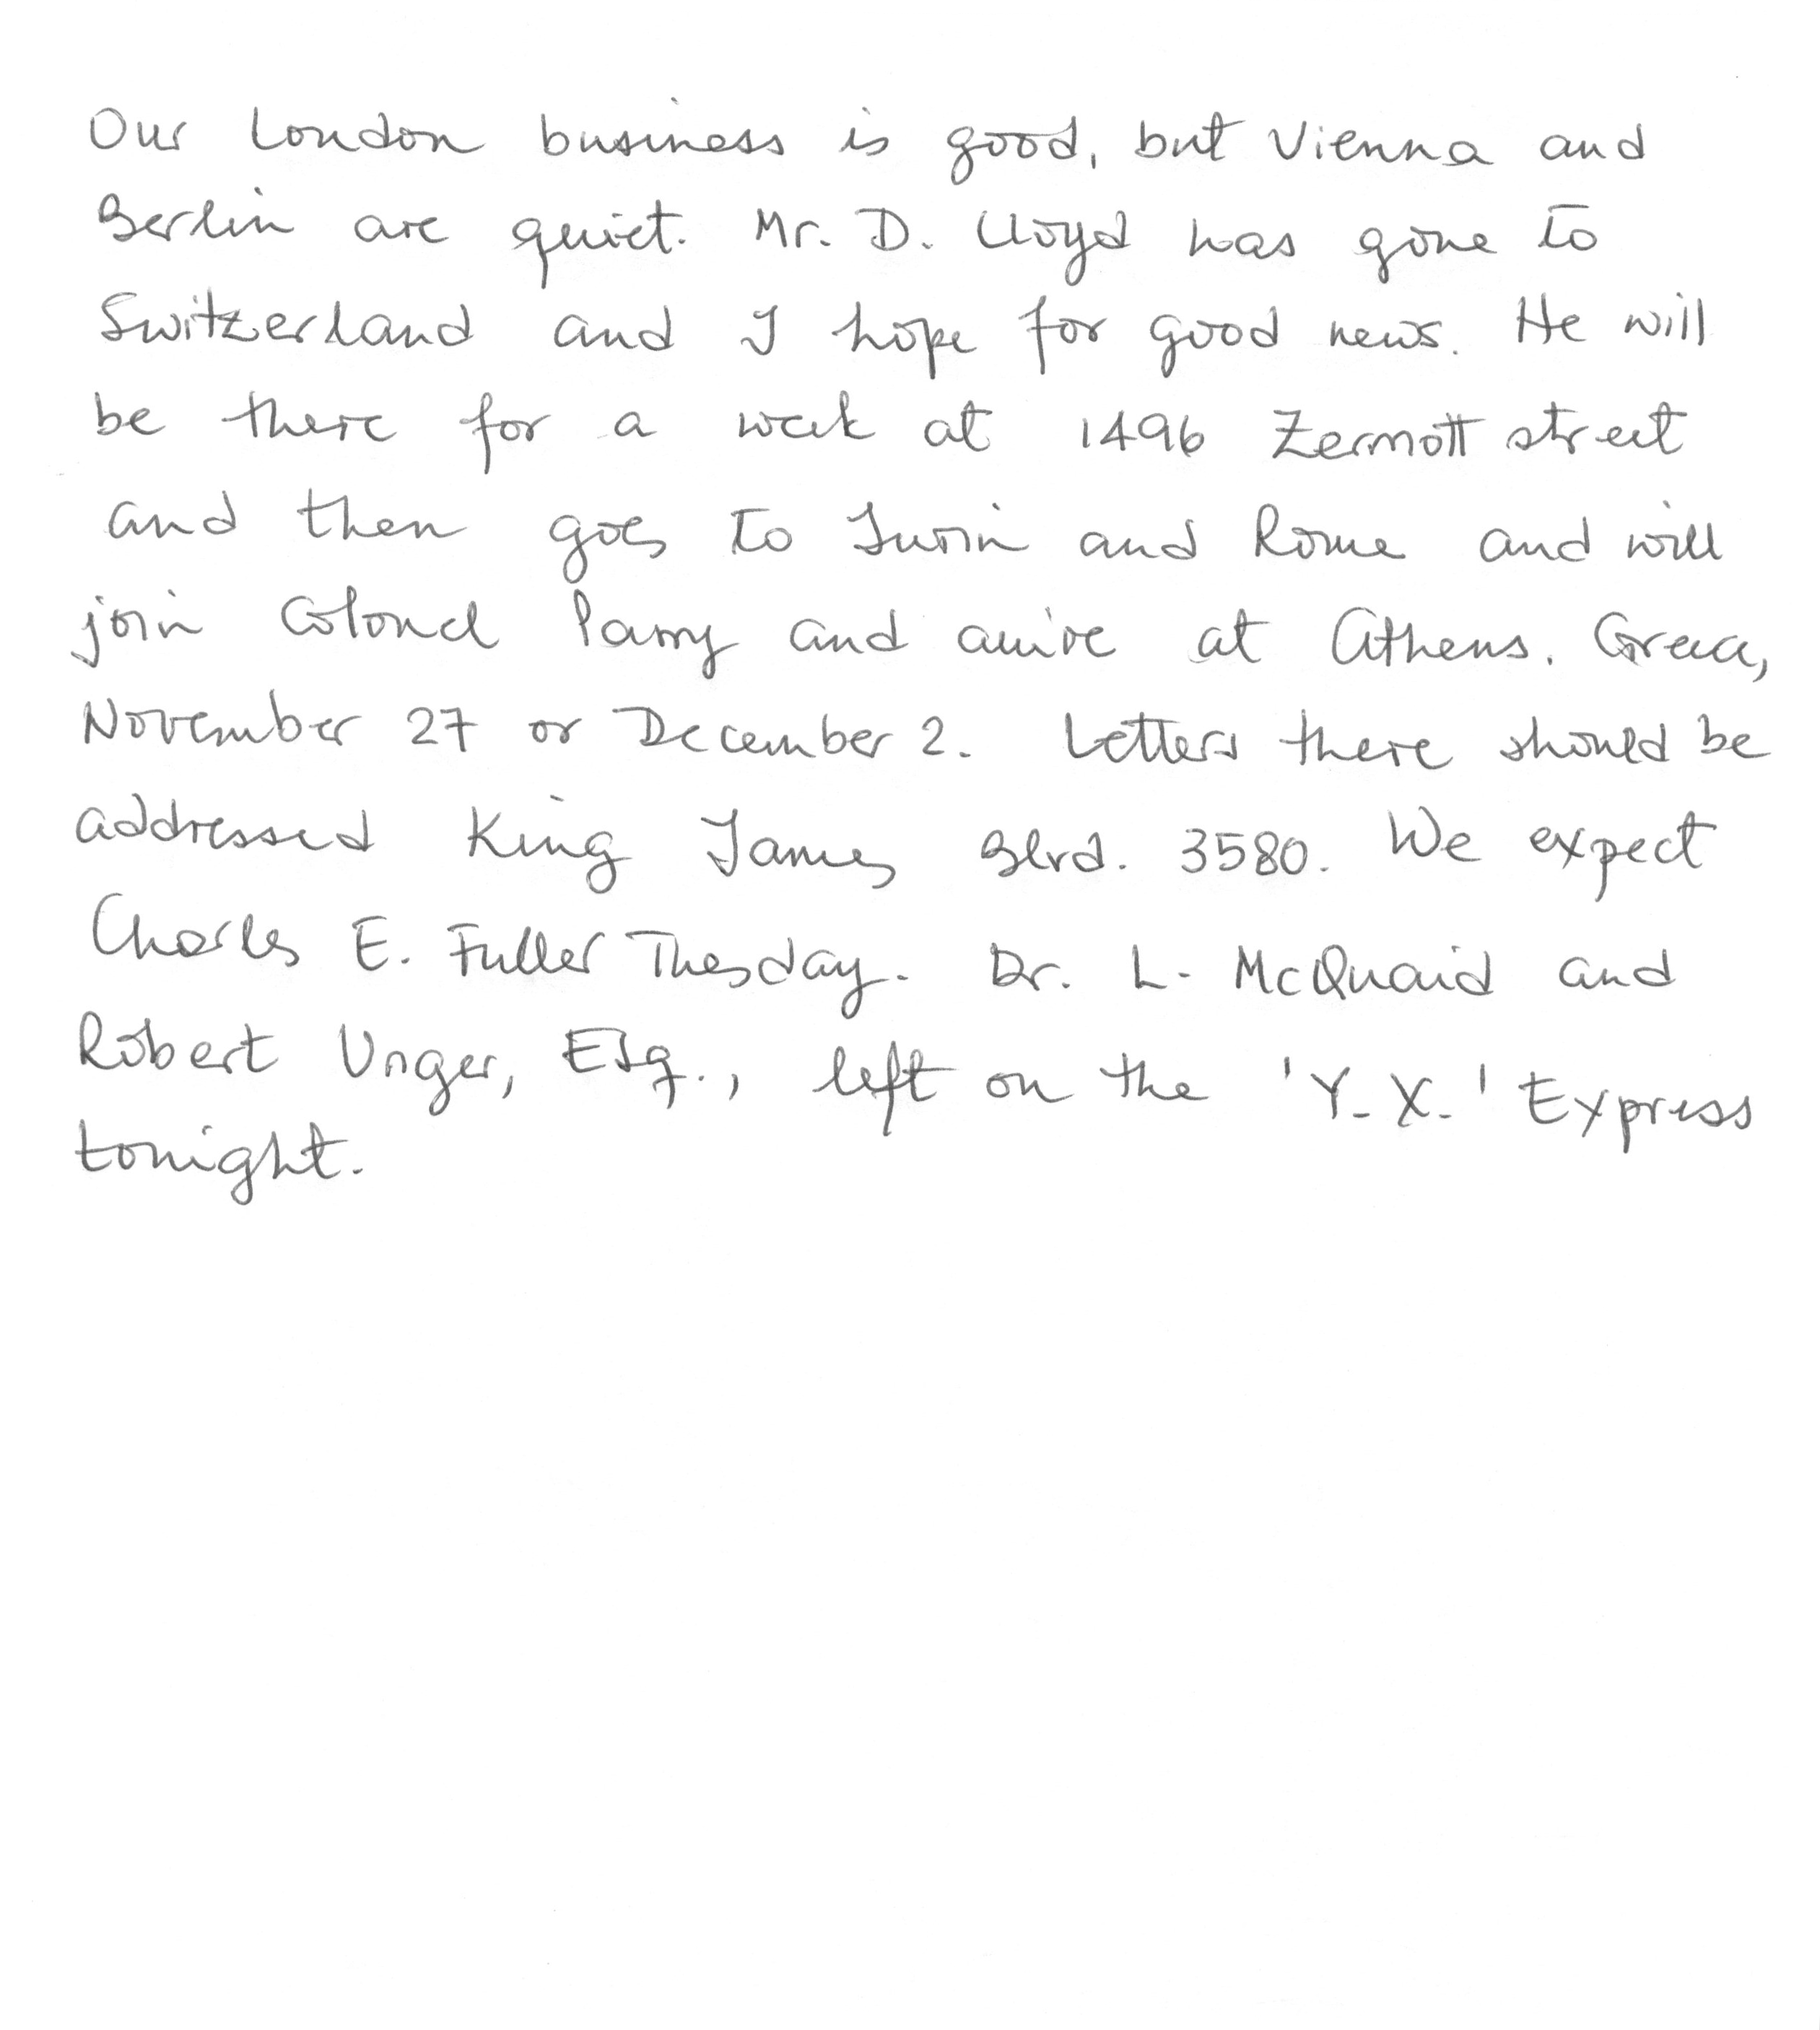 Our London business is good, but Vienna and
Berlin are quiet. Mr. D. Lloyd has gone to
Switzerland and I hope for good news. He will
be there for a week at 1496 Zermott street
and then goes to Turin and Rome and will
join Colonel Parry and arrive at Athens. Greece,
November 27 or December 2. Letters there should be
addressed King James Blvd. 3580. We expect
Charles E. Fuller Thesday. Dr. L. McQuaid and
Robert Unger, Esq., left on the 'Y.X.' Express
tonight.